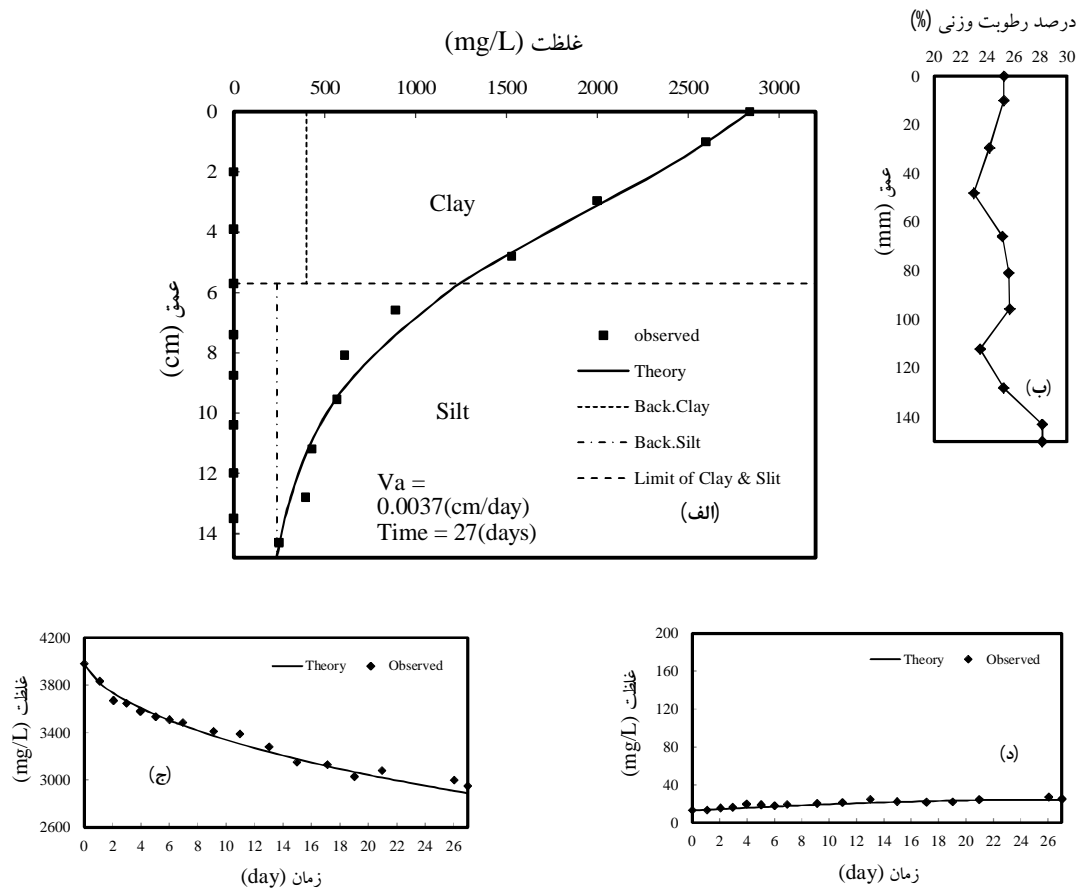 غلظت (mg/L)
0 500 1000 1500 2000 2500 3000
0
2
4
6
8
10
12
14
عمق (cm)
Clay
Silt
observed
Theory
Back.Clay
Back.Silt
Limit of Clay & Slit
Va =
0.0037(cm/day)
Time = 27(days)
(الف)
درصد رطوبت وزنی (%)
20 22 24 26 28 30
0
20
40
60
80
100
120
140
عمق (mm)
(ب)
4200
3800
3400
3000
2600
غلظت (mg/L)
Theory Observed
(ج)
0 2 4 6 8 10 12 14 16 18 20 22 24 26
زمان (day)
200
160
120
80
40
0
غلظت (mg/L)
Theory Observed
(د)
0 2 4 6 8 10 12 14 16 18 20 22 24 26
زمان (day)